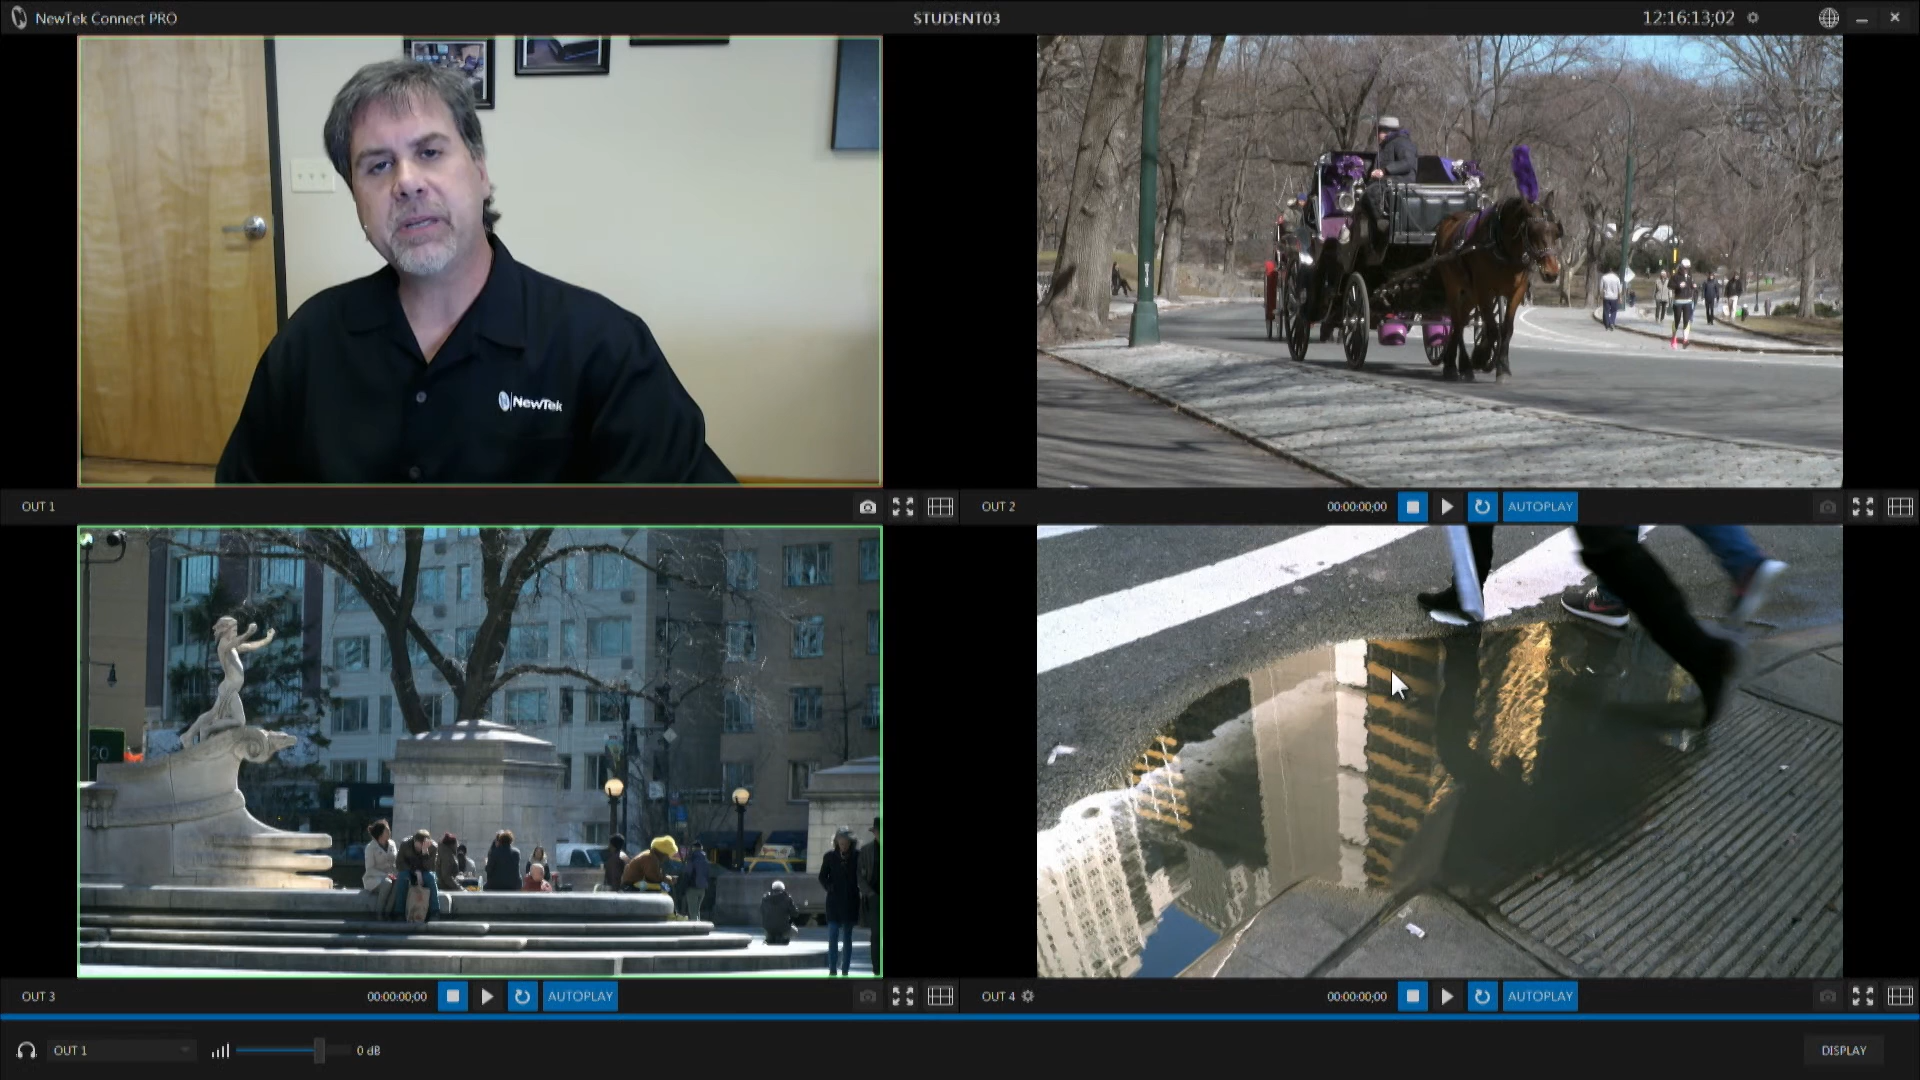 NewTek Connect PRO
STUDENT03
12:16:13;02
NewTek
OUT 1
OUT 2
00:00:00;00
AUTOPLAY
20
OUT 3
00:00:00;00
AUTOPLAY
OUT 4
00:00:00;00
AUTOPLAY
OUT 1
0 dB
DISPLAY